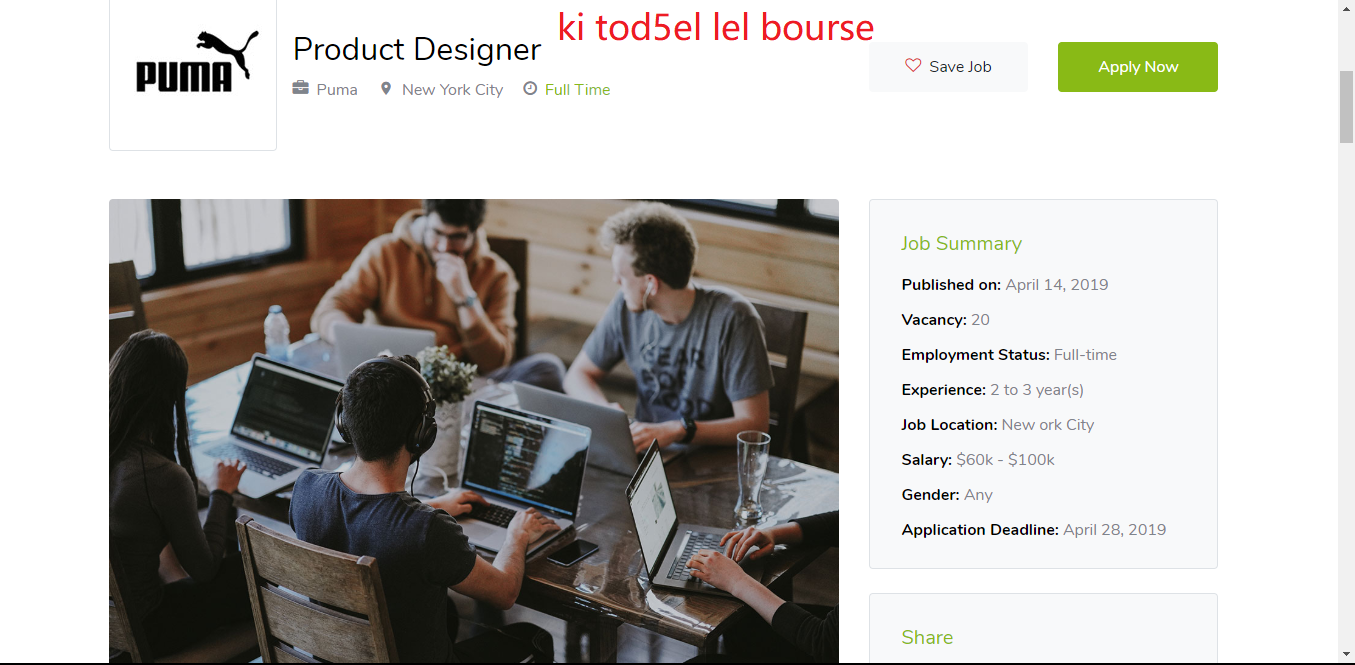 ki tod5el lel bourse
PUMA
Product Designer
Puma New York City Full Time
Save Job
Apply Now
Job Summary
Published on: April 14, 2019
Vacancy: 20
Employment Status: Full-time
Experience: 2 to 3 year(s)
Job Location: New ork City
Salary: $60k - $100k
Gender: Any
Application Deadline: April 28, 2019
Share